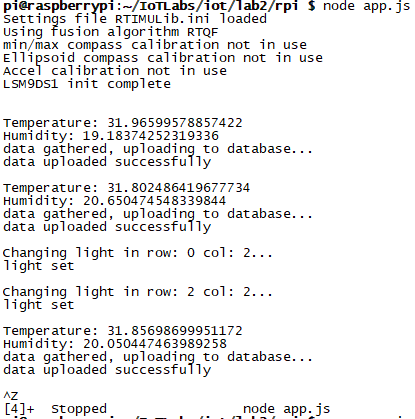 pi@raspberrypi:~/IoTLabs/iot/lab2/rpi $ node app.js
Settings file RTIMULib.ini loaded
Using fusion algorithm RTQF
min/max compass calibration not in use
Ellipsoid compass calibration not in use
Accel calibration not in use
LSM9DS1 init complete
Temperature: 31.96599578857422
Humidity: 19.18374252319336
data gathered, uploading to database...
data uploaded successfully
Temperature: 31.802486419677734
Humidity: 20.650474548339844
data gathered, uploading to database...
data uploaded successfully
Changing light in row: 0 col: 2...
light set
Changing light in row: 2 col: 2...
light set
Temperature: 31.85698699951172
Humidity: 20.050447463989258
data gathered, uploading to database...
data uploaded successfully
^Z
[4]+  Stopped                 node app.js